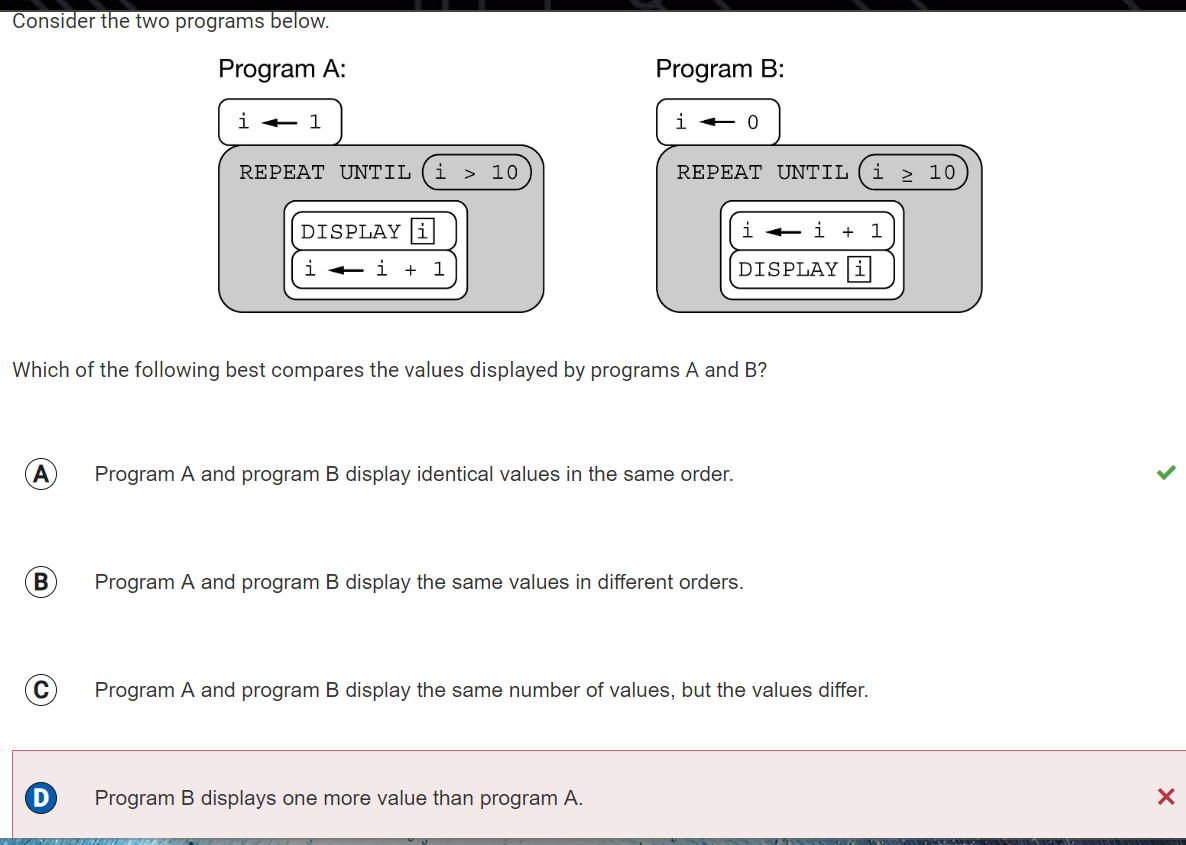 Consider the two programs below.
Program A:
i ← 1
REPEAT UNTIL i > 10
DISPLAY i
i ← i + 1
Program B:
i ← 0
REPEAT UNTIL i ≥ 10
i ← i + 1
DISPLAY i
Which of the following best compares the values displayed by programs A and B?
A Program A and program B display identical values in the same order.
B Program A and program B display the same values in different orders.
C Program A and program B display the same number of values, but the values differ.
D Program B displays one more value than program A.